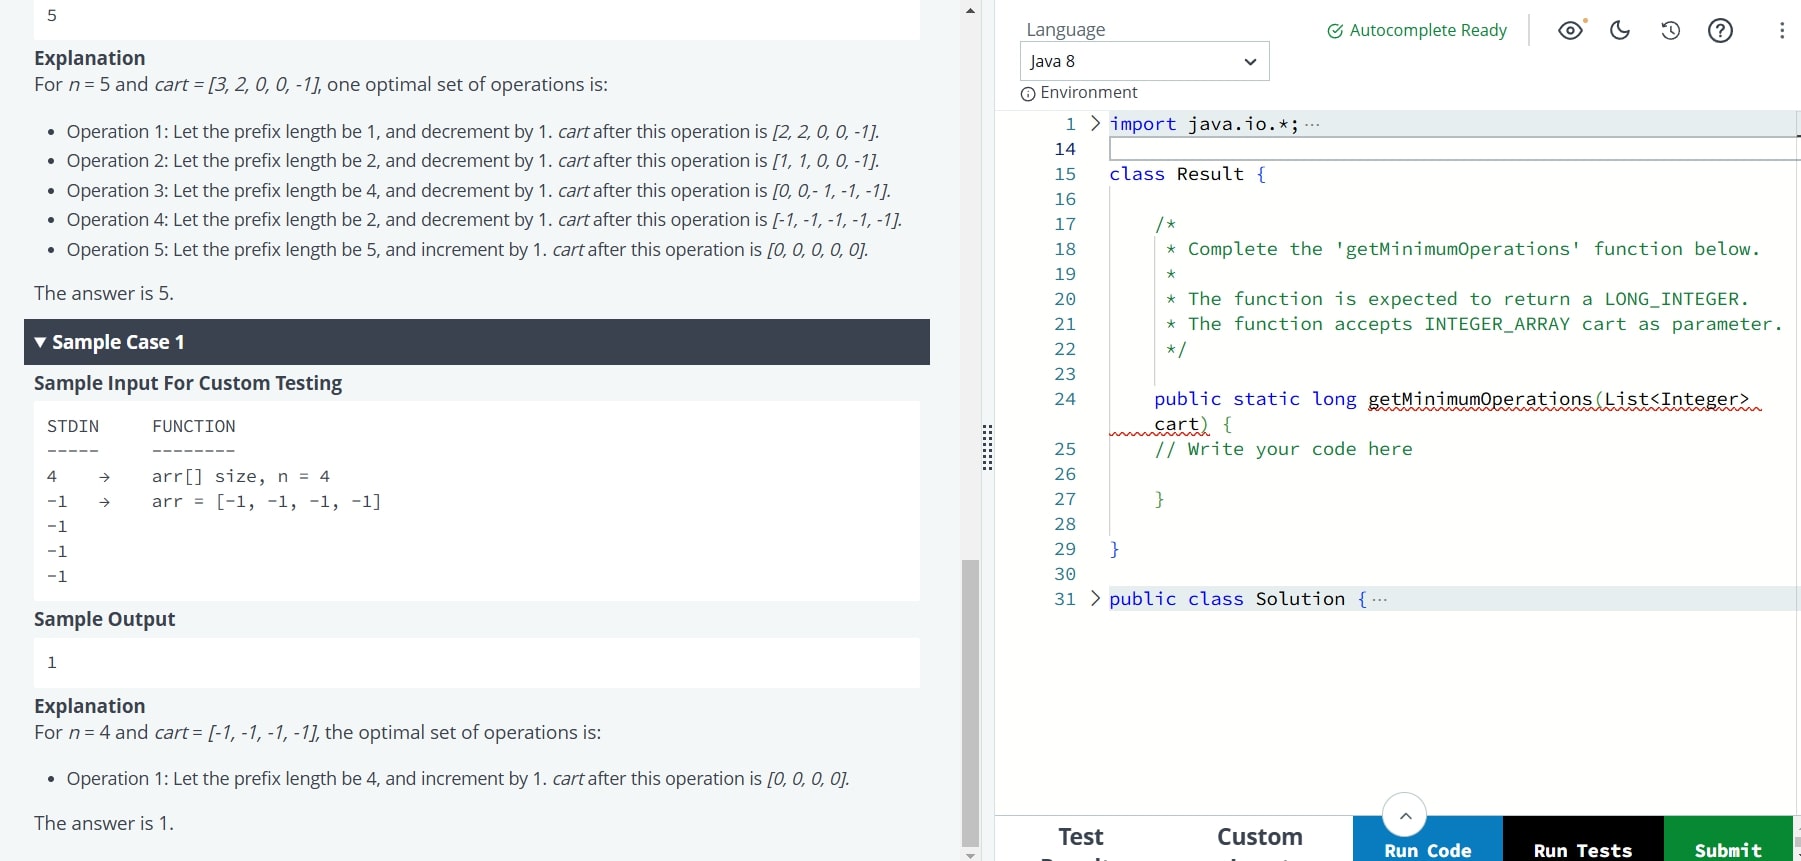 5
Explanation
For n = 5 and cart = [3, 2, 0, 0, -1], one optimal set of operations is:
• Operation 1: Let the prefix length be 1, and decrement by 1. cart after this operation is [2, 2, 0, 0, -1].
• Operation 2: Let the prefix length be 2, and decrement by 1. cart after this operation is [1, 1, 0, 0, -1].
• Operation 3: Let the prefix length be 4, and decrement by 1. cart after this operation is [0, 0,- 1, -1, -1].
• Operation 4: Let the prefix length be 2, and decrement by 1. cart after this operation is [-1, -1, -1, -1, -1].
• Operation 5: Let the prefix length be 5, and increment by 1. cart after this operation is [0, 0, 0, 0, 0].
The answer is 5.
▼ Sample Case 1
Sample Input For Custom Testing
STDIN     FUNCTION
-----     --------
4    →    arr[] size, n = 4
-1   →    arr = [-1, -1, -1, -1]
-1
-1
-1
Sample Output
1
Explanation
For n = 4 and cart = [-1, -1, -1, -1], the optimal set of operations is:
• Operation 1: Let the prefix length be 4, and increment by 1. cart after this operation is [0, 0, 0, 0].
The answer is 1.
Language
Autocomplete Ready
Java 8
Environment
1 > import java.io.*; ...
14
15 class Result {
16
17     /*
18      * Complete the 'getMinimumOperations' function below.
19      *
20      * The function is expected to return a LONG_INTEGER.
21      * The function accepts INTEGER_ARRAY cart as parameter.
22      */
23
24     public static long getMinimumOperations(List<Integer>
cart) {
25     // Write your code here
26
27     }
28
29 }
30
31 > public class Solution { ...
Test
Custom
Run Code
Run Tests
Submit